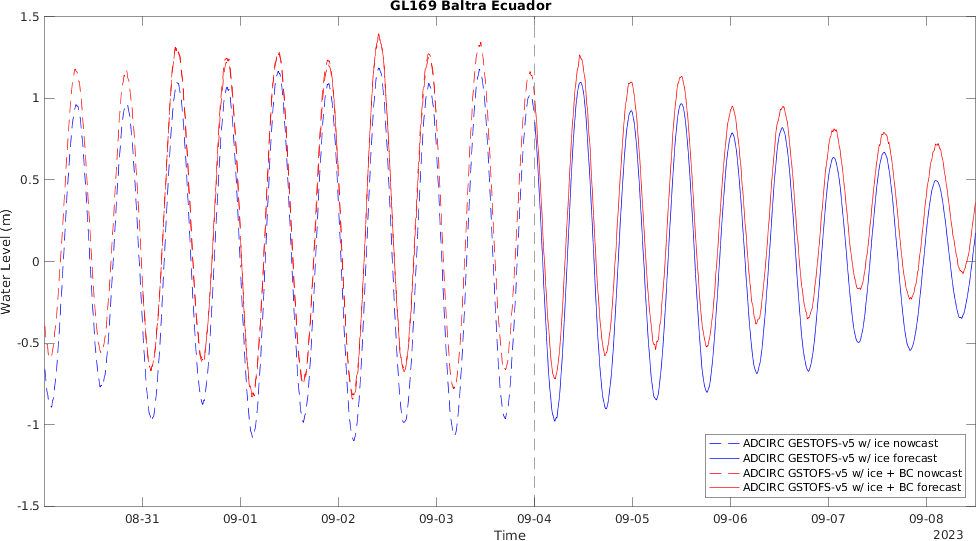 GL169 Baltra Ecuador
1.5
1
0.5
0
-0.5
-1
-1.5
Water Level (m)
08-31 09-01 09-02 09-03 09-04 09-05 09-06 09-07 09-08
Time
2023
ADCIRC GESTOFS-v5 w/ ice nowcast
ADCIRC GESTOFS-v5 w/ ice forecast
ADCIRC GSTOFS-v5 w/ ice + BC nowcast
ADCIRC GSTOFS-v5 w/ ice + BC forecast